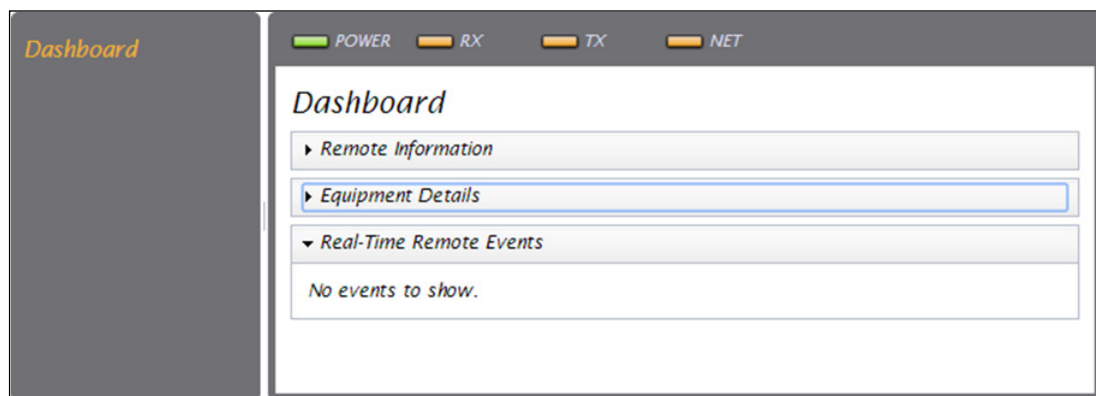 Dashboard
POWER RX TX NET
Dashboard
Remote Information
Equipment Details
Real-Time Remote Events
No events to show.